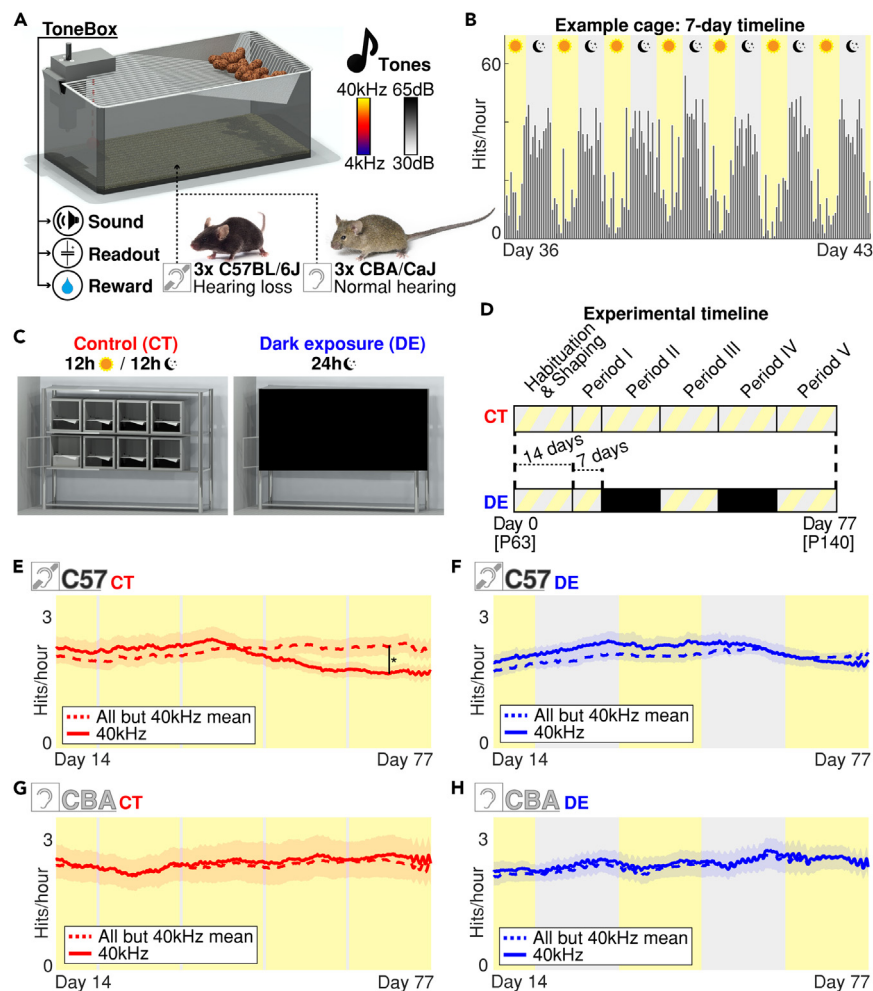 A
ToneBox
Tones
40kHz 65dB
4kHz 30dB
Sound
Readout
Reward
3x C57BL/6J
Hearing loss
3x CBA/CaJ
Normal hearing
B
Example cage: 7-day timeline
60
Hits/hour
0
Day 36
Day 43
C
Control (CT)
12h / 12h
Dark exposure (DE)
24h
D
Experimental timeline
Habituation
& Shaping
Period I
Period II
Period III
Period IV
Period V
CT
14 days
7 days
DE
Day 0
[P63]
Day 77
[P140]
E
C57 CT
3
Hits/hour
*
All but 40kHz mean
40kHz
0
Day 14
Day 77
F
C57 DE
3
Hits/hour
All but 40kHz mean
40kHz
0
Day 14
Day 77
G
CBA CT
3
Hits/hour
All but 40kHz mean
40kHz
0
Day 14
Day 77
H
CBA DE
3
Hits/hour
All but 40kHz mean
40kHz
0
Day 14
Day 77